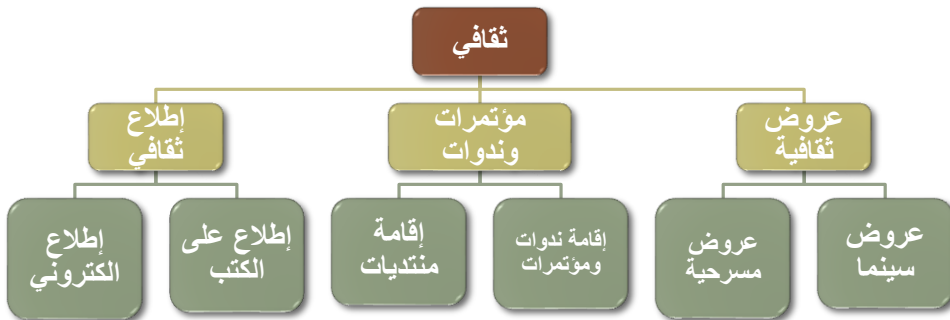 ثقافي
عروض
ثقافية
مؤتمرات
وندوات
إطلاع
ثقافي
عروض
سينما
عروض
مسرحية
إقامة ندوات
ومؤتمرات
إقامة
منتديات
إطلاع على
الكتب
إطلاع
الكتروني